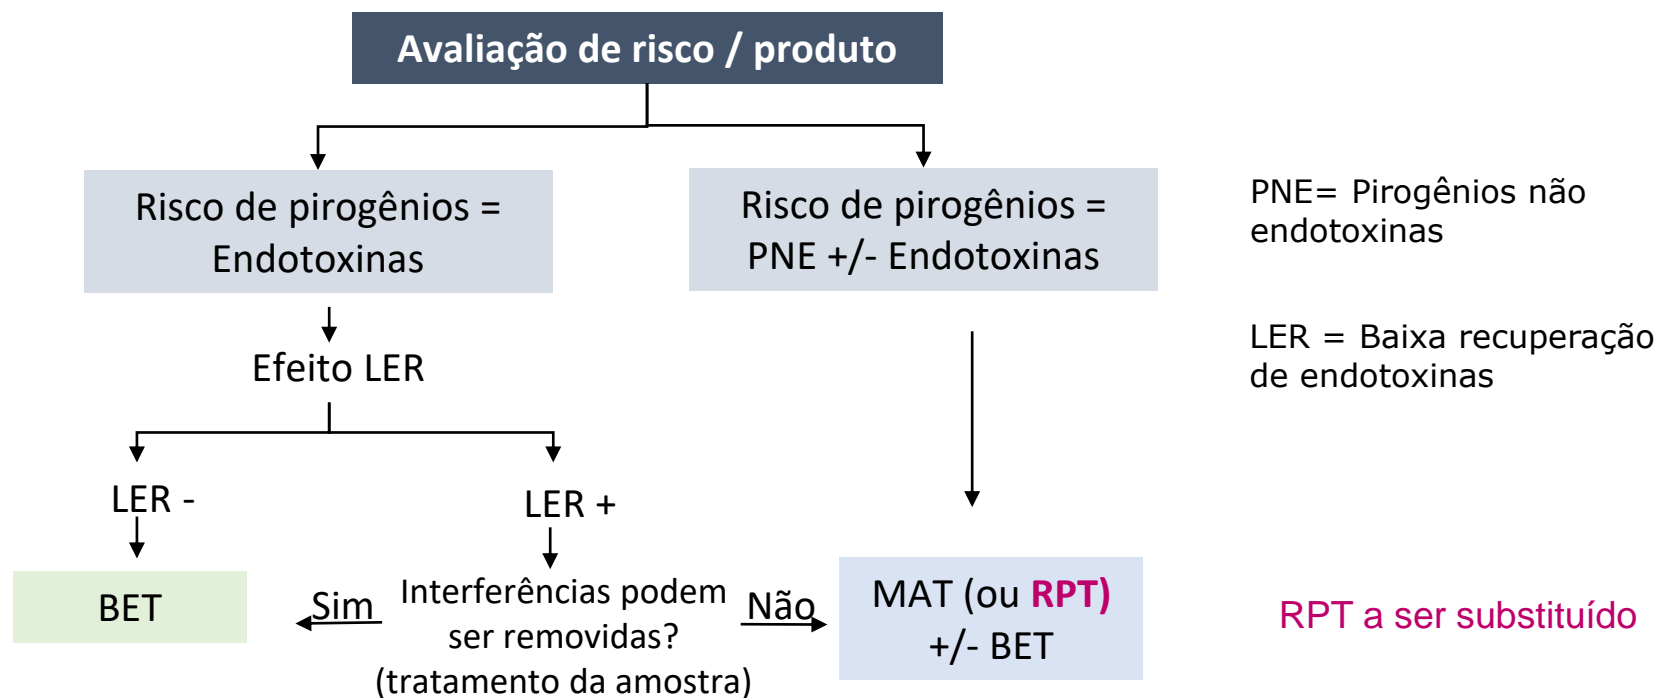 Avaliação de risco / produto
Risco de pirogênios =
Endotoxinas
Risco de pirogênios =
PNE +/- Endotoxinas
PNE= Pirogênios não
endotoxinas
Efeito LER
LER = Baixa recuperação
de endotoxinas
LER -
LER +
BET
Sim
Interferências podem
ser removidas?
(tratamento da amostra)
Não
MAT (ou RPT)
+/- BET
RPT a ser substituído